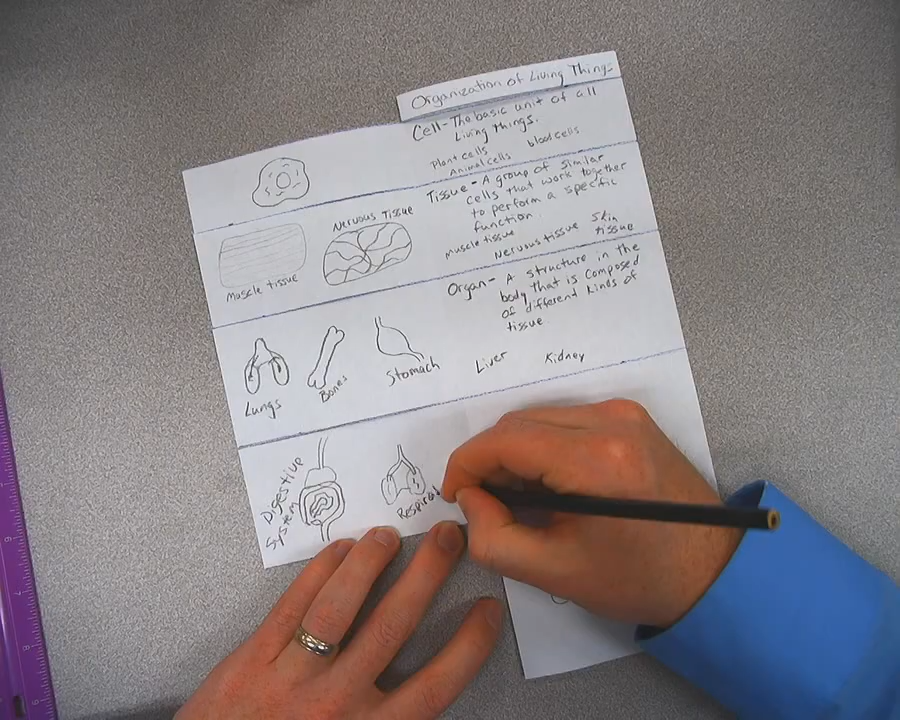 Organization of Living Things
Cell - The basic unit of all
Living things.
Plant cells
Animal cells
blood cells
Nervous Tissue
Muscle tissue
Tissue - A group of similar
cells that work together
to perform a specific
function.
Muscle tissue
Nervous tissue
Skin
tissue
Organ - A structure in the
body that is composed
of different kinds of
tissue.
Lungs
Bones
Stomach
Liver
Kidney
Digestive
System